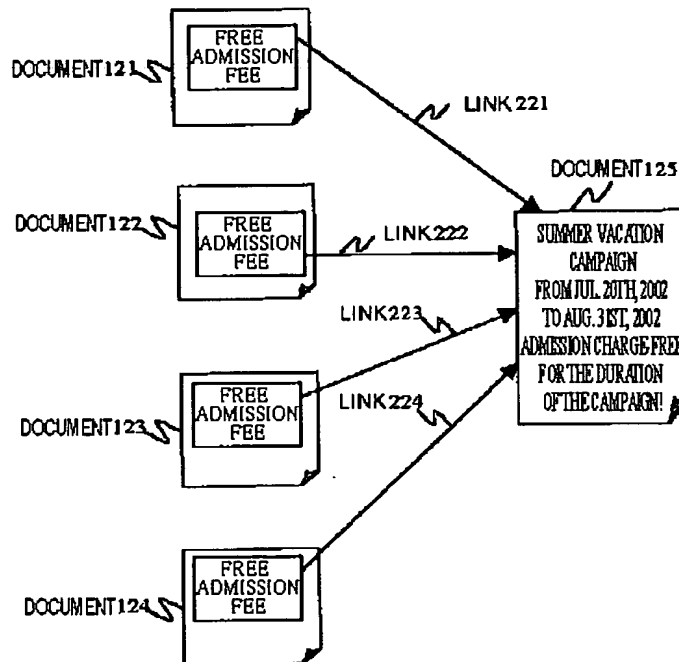 FREE
ADMISSION
FEE
DOCUMENT121
LINK221
DOCUMENT125
FREE
ADMISSION
FEE
DOCUMENT122
LINK222
SUMMER VACATION
CAMPAIGN
FROM JUL. 20TH, 2002
TO AUG. 31ST, 2002
ADMISSION CHARGE-FREE
FOR THE DURATION
OF THE CAMPAIGN!
LINK223
FREE
ADMISSION
FEE
DOCUMENT123
LINK224
FREE
ADMISSION
FEE
DOCUMENT124